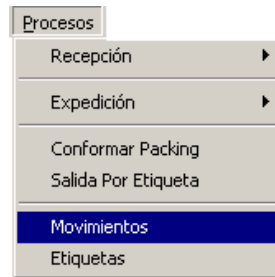 Procesos
Recepción
Expedición
Conformar Packing
Salida Por Etiqueta
Movimientos
Etiquetas